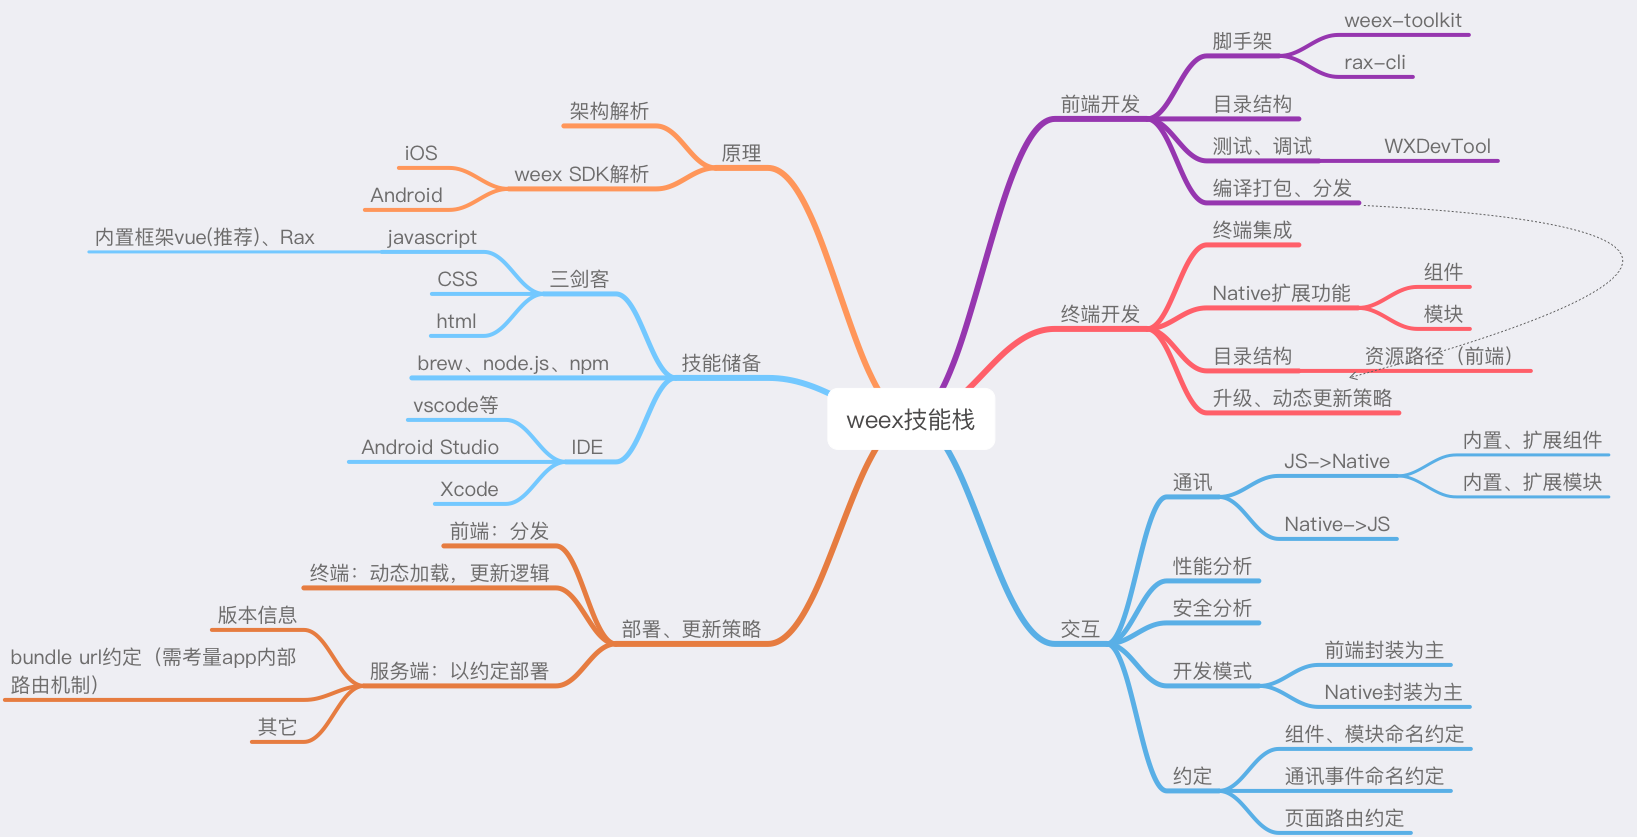 weex技能栈
前端开发
脚手架
weex-toolkit
rax-cli
目录结构
测试、调试
WXDevTool
编译打包、分发
终端开发
终端集成
Native扩展功能
组件
模块
目录结构
资源路径（前端）
升级、动态更新策略
交互
通讯
JS->Native
内置、扩展组件
内置、扩展模块
Native->JS
性能分析
安全分析
开发模式
前端封装为主
Native封装为主
约定
组件、模块命名约定
通讯事件命名约定
页面路由约定
原理
架构解析
weex SDK解析
iOS
Android
技能储备
三剑客
javascript
内置框架vue(推荐)、Rax
CSS
html
brew、node.js、npm
IDE
vscode等
Android Studio
Xcode
部署、更新策略
前端：分发
终端：动态加载，更新逻辑
服务端：以约定部署
版本信息
bundle url约定（需考量app内部
路由机制）
其它